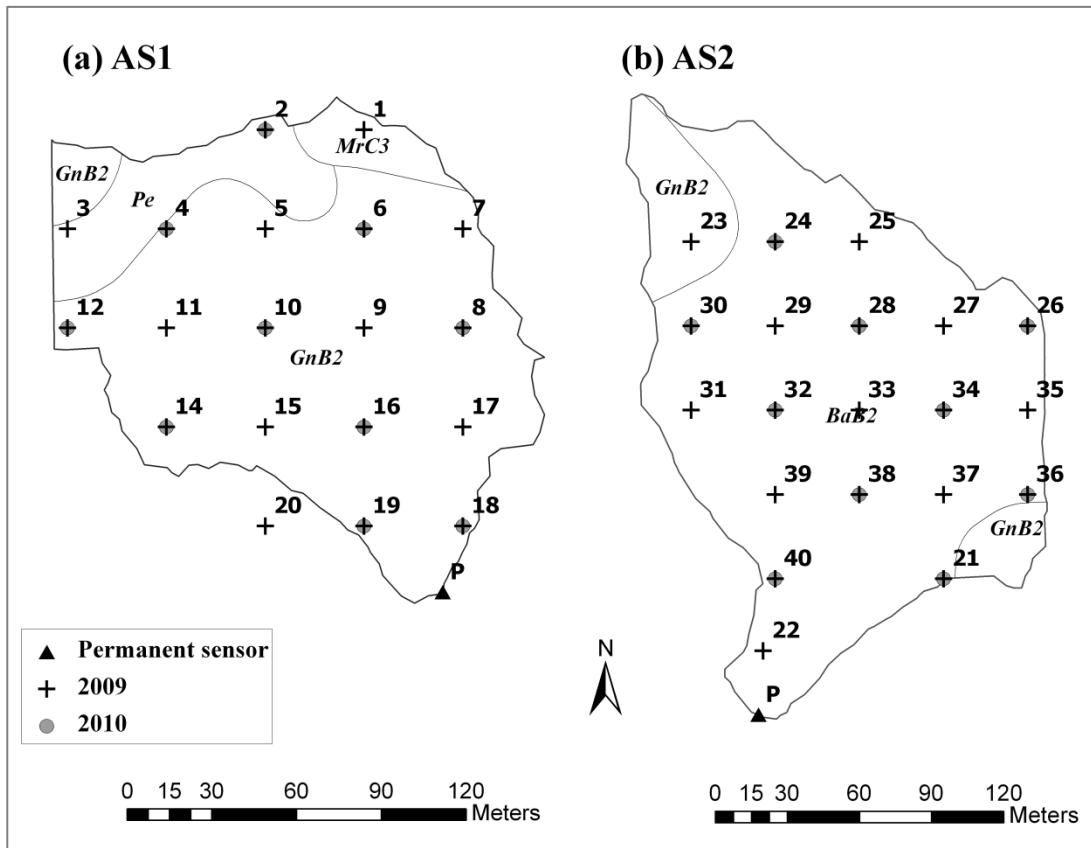 (a) AS1
2 1
MrC3
GnB2
Pe
3 4 5 6 7
12 11 10 9 8
GnB2
14 15 16 17
20 19 18
P
Permanent sensor
2009
2010
0 15 30 60 90 120
Meters
(b) AS2
GnB2
23 24 25
30 29 28 27 26
31 32 33 34 35
BaB2
39 38 37 36
GnB2
40 21
22
P
N
0 15 30 60 90 120
Meters